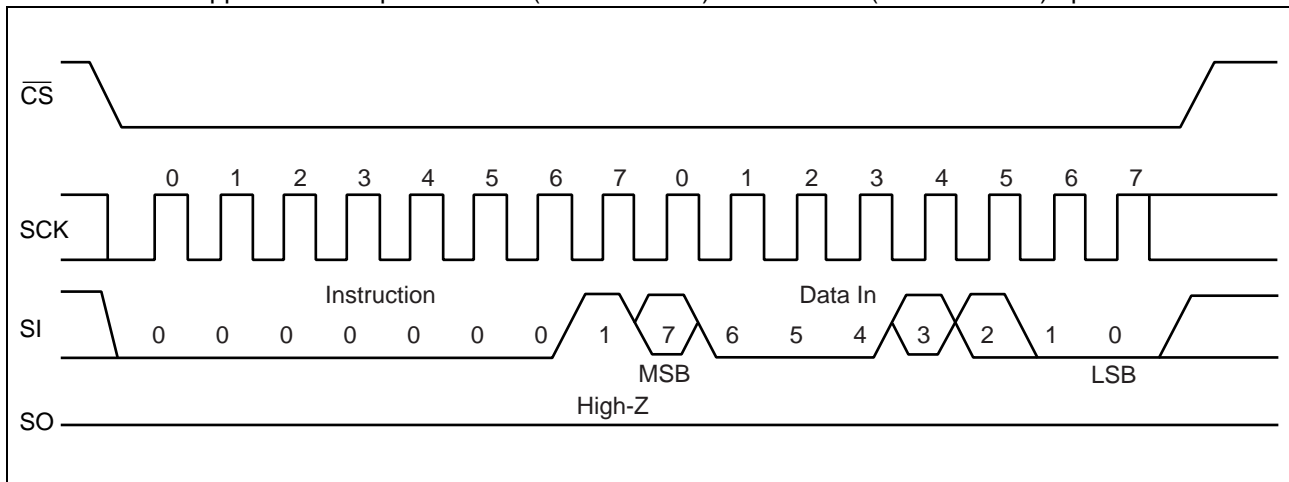 CS
0 1 2 3 4 5 6 7 0 1 2 3 4 5 6 7
SCK
Instruction Data In
SI
0 0 0 0 0 0 0 1 7 6 5 4 3 2 1 0
MSB LSB
High-Z
SO